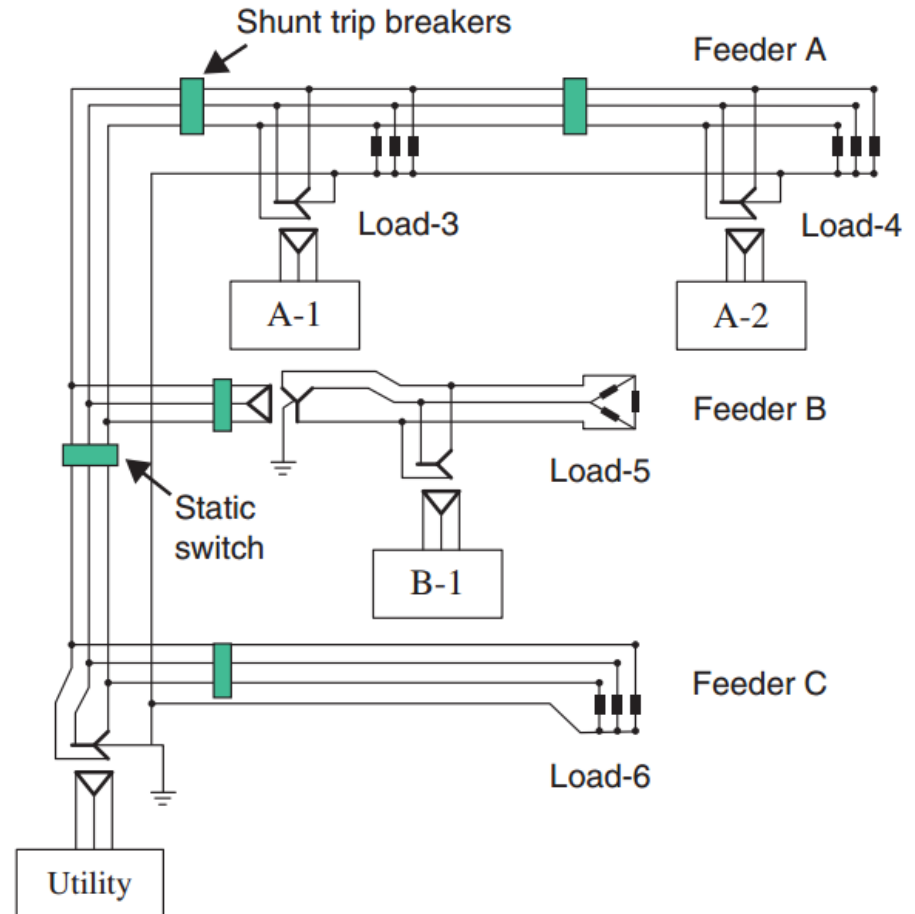 Shunt trip breakers
Feeder A
Load-3
Load-4
A-1
A-2
Feeder B
Load-5
Static
switch
B-1
Feeder C
Load-6
Utility